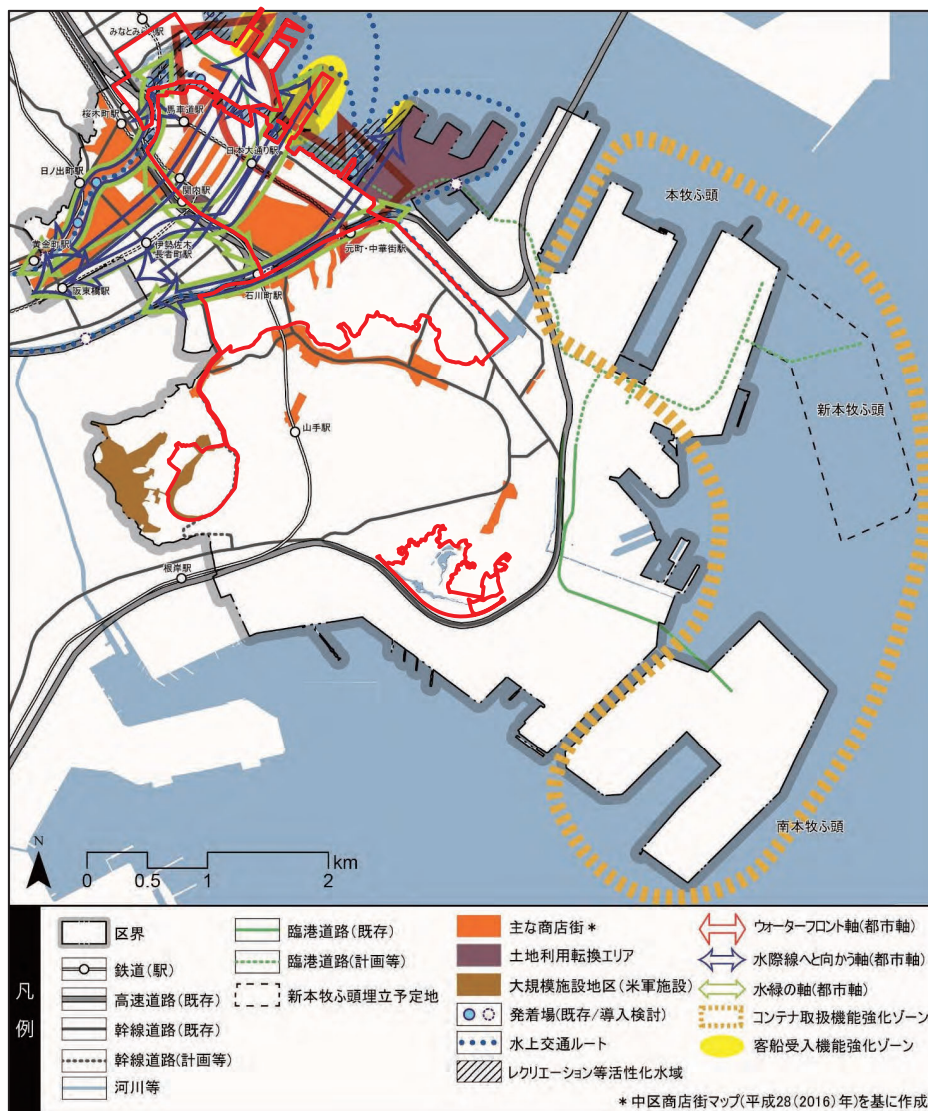 みなとみらい駅
桜木町駅
馬車道駅
日ノ出町駅
日本大通り駅
関内駅
黄金町駅
伊勢佐木
長者町駅
元町・中華街駅
阪東橋駅
石川町駅
本牧ふ頭
新本牧ふ頭
山手駅
根岸駅
南本牧ふ頭
N
km
0 0.5 1 2
凡例
区界
鉄道(駅)
高速道路(既存)
幹線道路(既存)
幹線道路(計画等)
河川等
臨港道路(既存)
臨港道路(計画等)
新本牧ふ頭埋立予定地
主な商店街*
土地利用転換エリア
大規模施設地区(米軍施設)
発着場(既存/導入検討)
水上交通ルート
レクリエーション等活性化水域
ウォーターフロント軸(都市軸)
水際線へと向かう軸(都市軸)
水緑の軸(都市軸)
コンテナ取扱機能強化ゾーン
客船受入機能強化ゾーン
*中区商店街マップ(平成28(2016)年)を基に作成